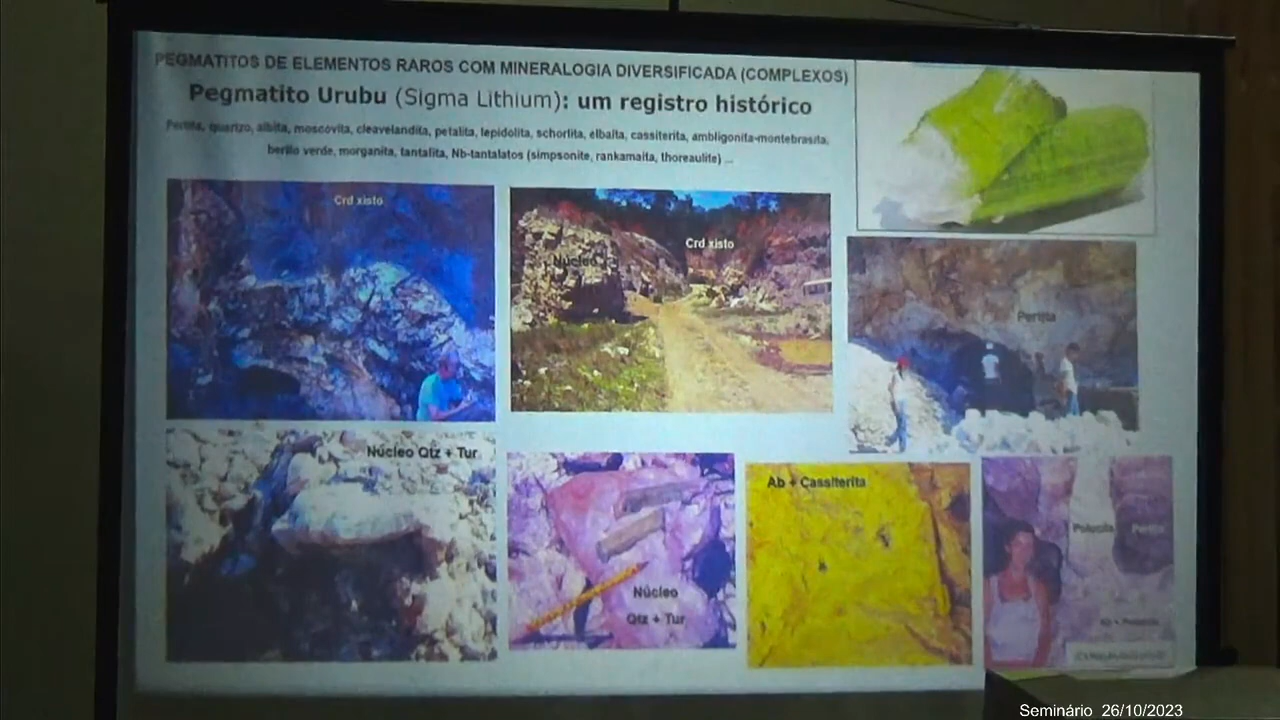 PEGMATITOS DE ELEMENTOS RAROS COM MINERALOGIA DIVERSIFICADA (COMPLEXOS)
Pegmatito Urubu (Sigma Lithium): um registro histórico
Pertita, quartzo, albita, moscovita, cleavelandita, petalita, lepidolita, schorlita, elbaita, cassiterita, ambligonita-montebrasita,
berilo verde, morganita, tantalita, Nb-tantalatos (simpsonite, rankamaita, thoreaulite) ...
Crd xisto
Núcleo
Crd xisto
Pertita
Núcleo Qtz + Tur
Núcleo
Qtz + Tur
Ab + Cassiterita
Pertita
Seminário 26/10/2023